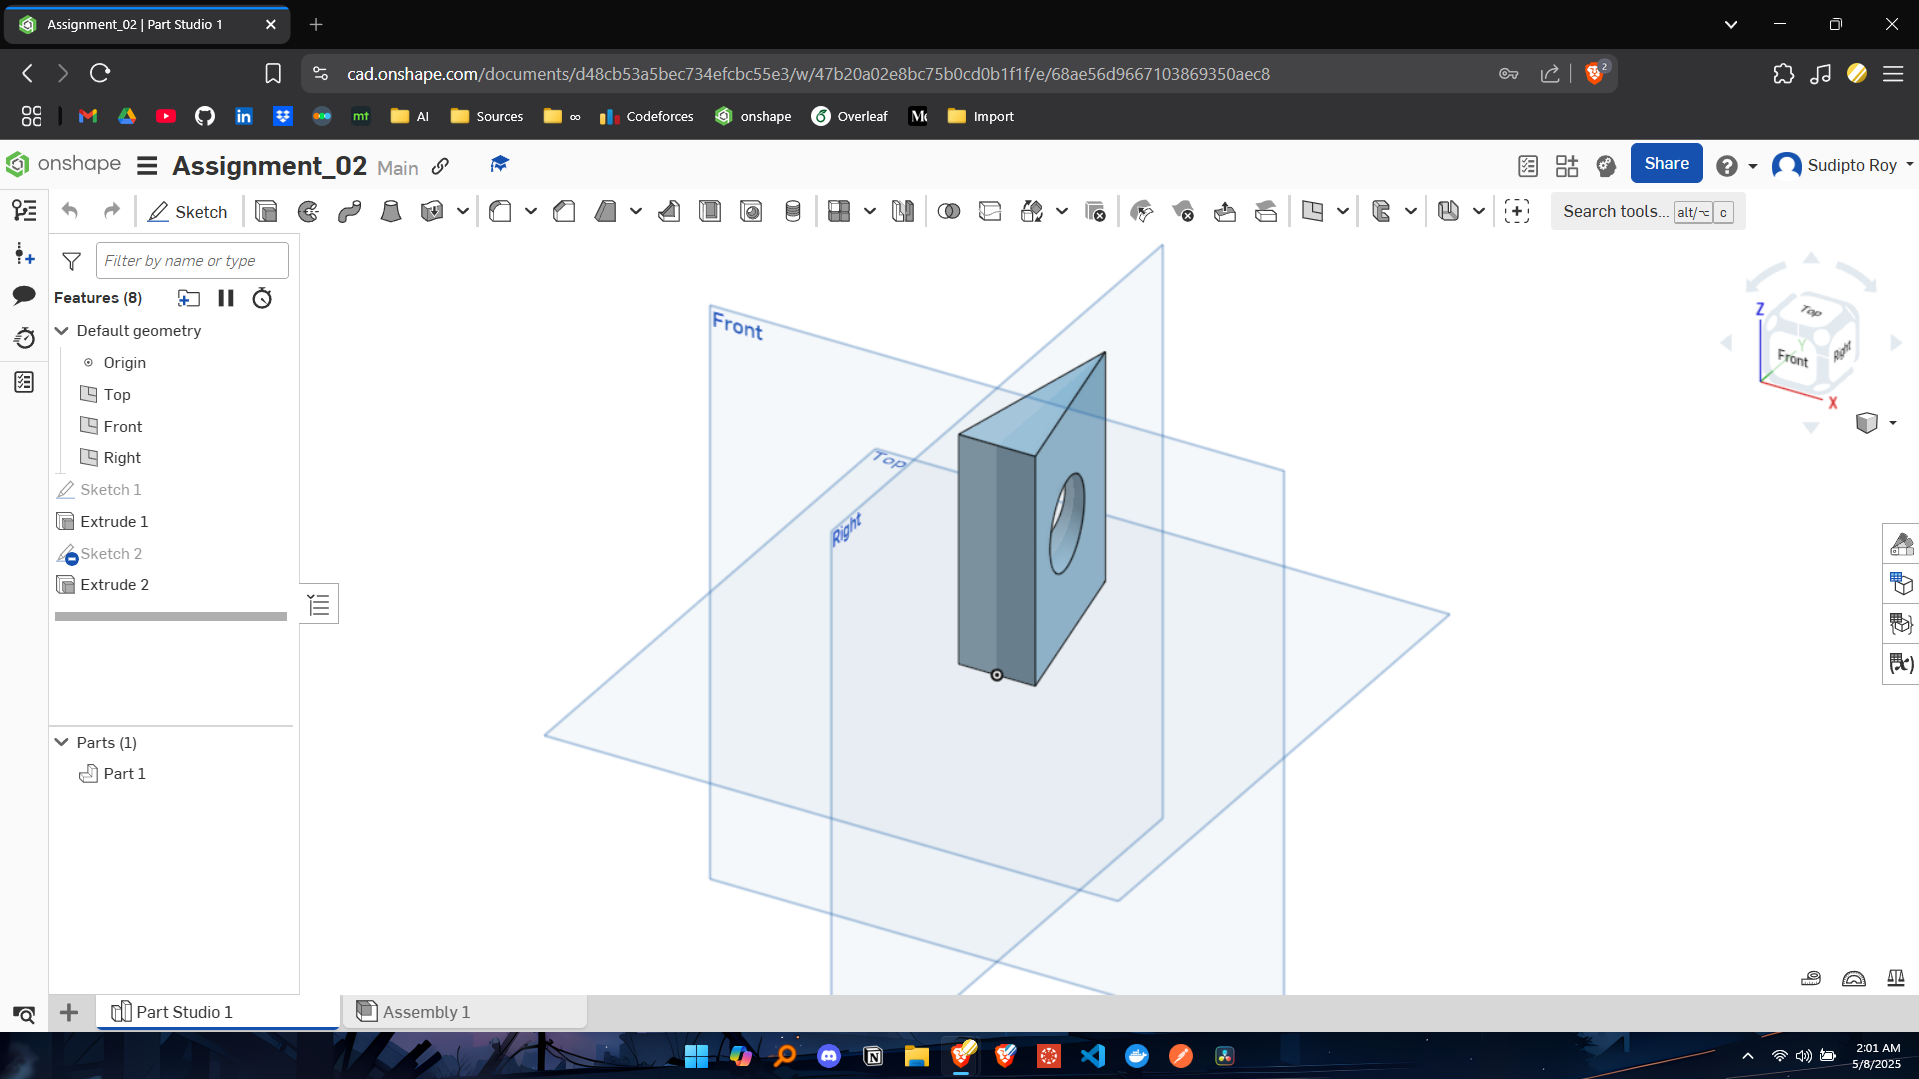 Assignment_02 | Part Studio 1
cad.onshape.com/documents/d48cb53a5bec734efcbc55e3/w/47b20a02e8bc75b0cd0b1f1f/e/68ae56d9667103869350aec8
2
mt
AI
Sources
∞
Codeforces
onshape
Overleaf
Import
onshape
Assignment_02
Main
Share
Sudipto Roy
Sketch
Search tools...
alt/⌥
c
Filter by name or type
Features (8)
Default geometry
Origin
Top
Front
Right
Sketch 1
Extrude 1
Sketch 2
Extrude 2
Parts (1)
Part 1
Front
Top
Right
Z
Top
Y
Front
Right
X
Part Studio 1
Assembly 1
2:01 AM
5/8/2025